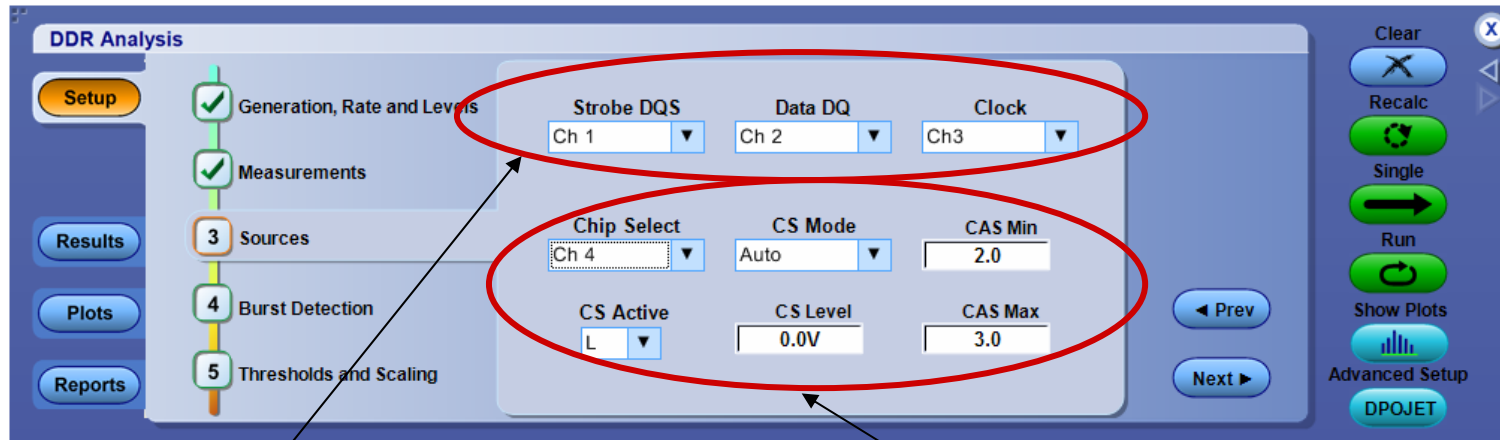 DDR Analysis
Setup
Results
Plots
Reports
Generation, Rate and Levels
Measurements
3 Sources
4 Burst Detection
5 Thresholds and Scaling
Strobe DQS Data DQ Clock
Ch 1 Ch 2 Ch3
Chip Select CS Mode CAS Min
Ch 4 Auto 2.0
CS Active CS Level CAS Max
L 0.0V 3.0
Prev
Next
Clear
X
Recalc
Single
Run
Show Plots
Advanced Setup
DPOJET